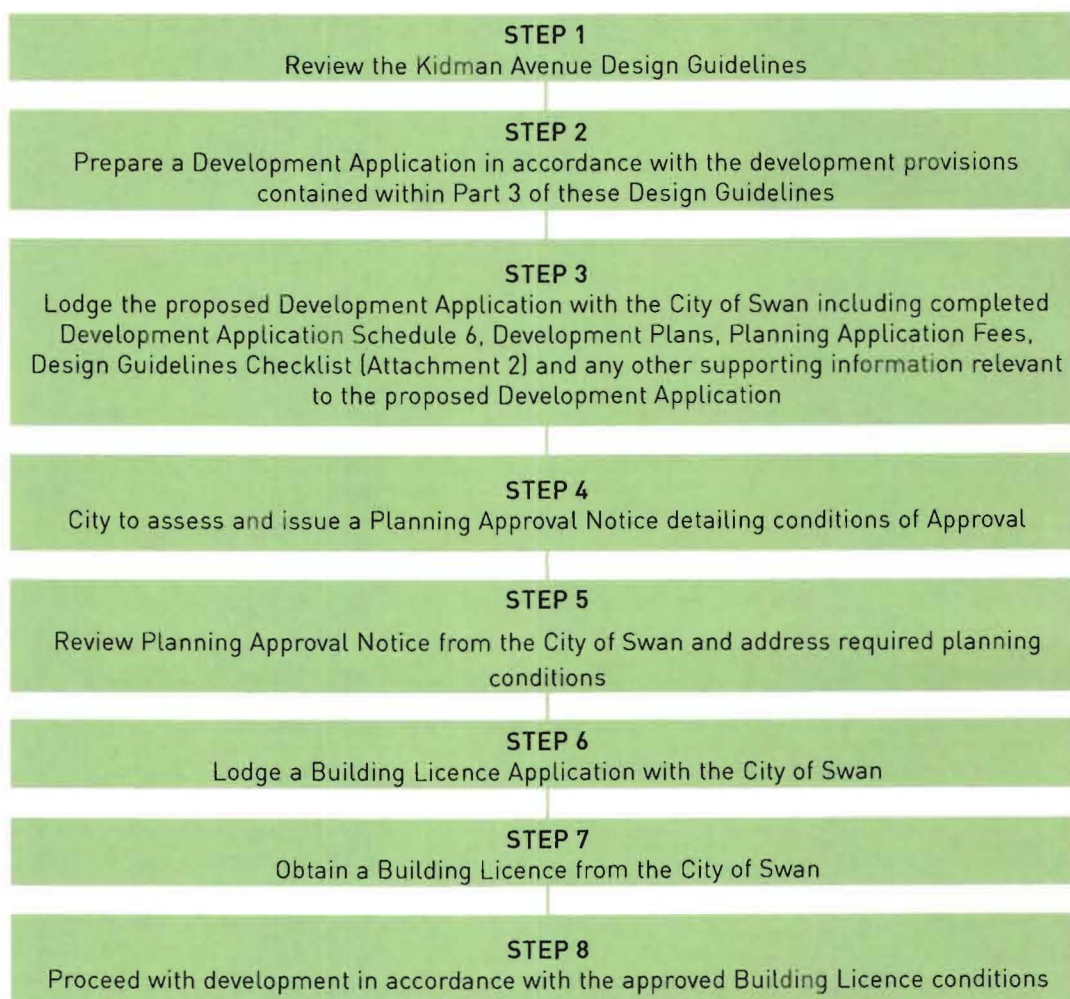 STEP 1
Review the Kidman Avenue Design Guidelines
STEP 2
Prepare a Development Application in accordance with the development provisions
contained within Part 3 of these Design Guidelines
STEP 3
Lodge the proposed Development Application with the City of Swan including completed
Development Application Schedule 6, Development Plans, Planning Application Fees,
Design Guidelines Checklist (Attachment 2) and any other supporting information relevant
to the proposed Development Application
STEP 4
City to assess and issue a Planning Approval Notice detailing conditions of Approval
STEP 5
Review Planning Approval Notice from the City of Swan and address required planning
conditions
STEP 6
Lodge a Building Licence Application with the City of Swan
STEP 7
Obtain a Building Licence from the City of Swan
STEP 8
Proceed with development in accordance with the approved Building Licence conditions